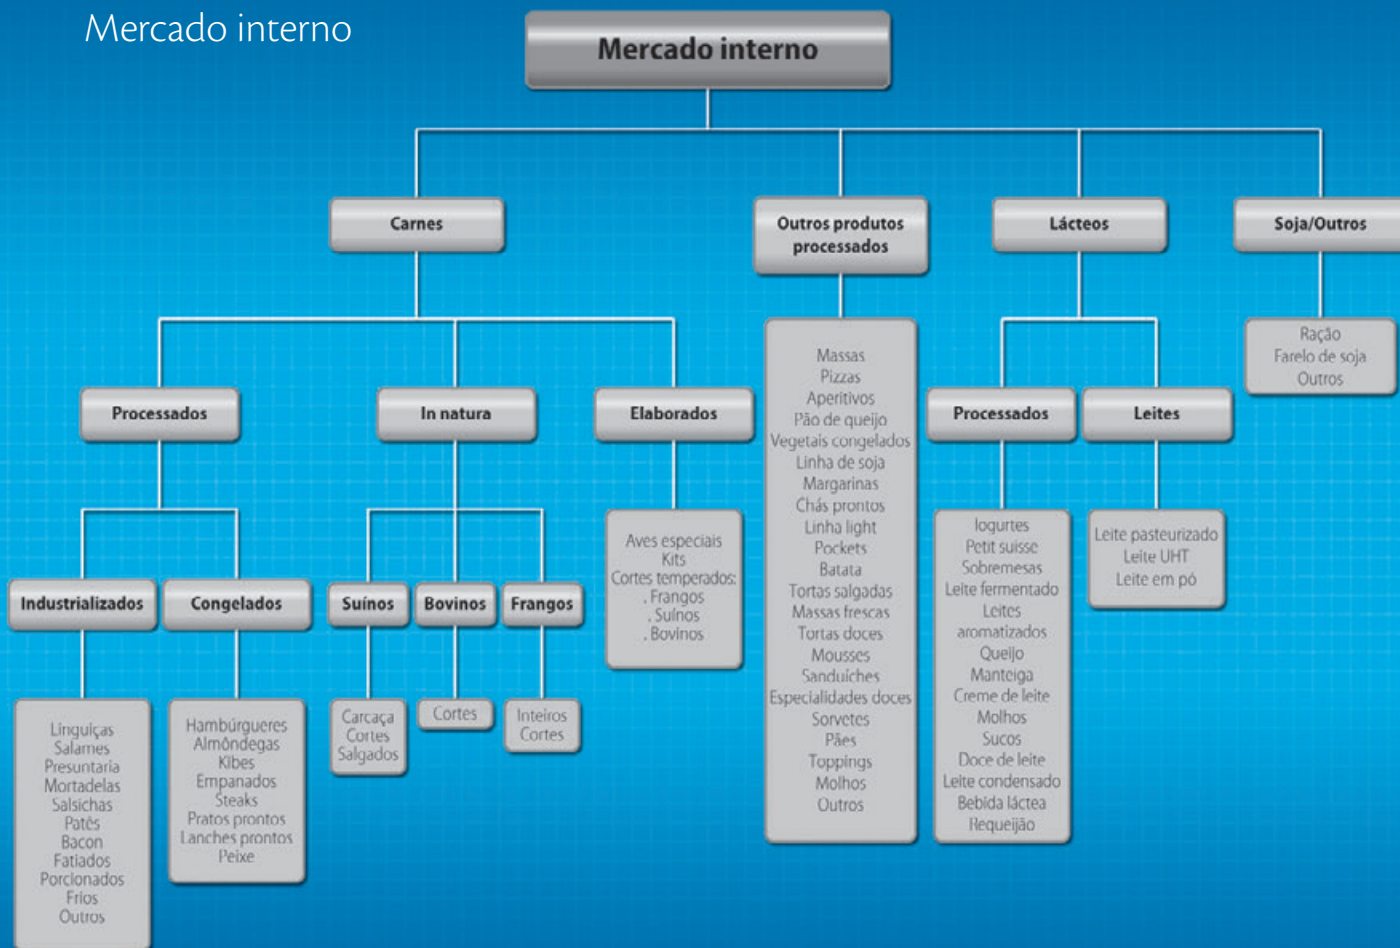 Mercado interno
Mercado interno
Carnes
Outros produtos
processados
Lácteos
Soja/Outros
Processados
In natura
Elaborados
Processados
Leites
Ração
Farelo de soja
Outros
Industrializados
Congelados
Suínos
Bovinos
Frangos
Linguiças
Salames
Presuntaria
Mortadelas
Salsichas
Patês
Bacon
Fatiados
Porcionados
Frios
Outros
Hambúrgueres
Almôndegas
Kibes
Empanados
Steaks
Pratos prontos
Lanches prontos
Peixe
Carcaça
Cortes
Salgados
Cortes
Inteiros
Cortes
Aves especiais
Kits
Cortes temperados:
. Frangos
. Suínos
. Bovinos
Massas
Pizzas
Aperitivos
Pão de queijo
Vegetais congelados
Linha de soja
Margarinas
Chás prontos
Linha light
Pockets
Batata
Tortas salgadas
Massas frescas
Tortas doces
Mousses
Sanduíches
Especialidades doces
Sorvetes
Pães
Toppings
Molhos
Outros
Iogurtes
Petit suisse
Sobremesas
Leite fermentado
Leites
aromatizados
Queijo
Manteiga
Creme de leite
Molhos
Sucos
Doce de leite
Leite condensado
Bebida láctea
Requeijão
Leite pasteurizado
Leite UHT
Leite em pó